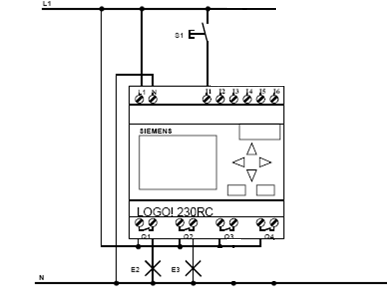 L1
S1
L1 N I1 I2 I3 I4 I5 I6
SIEMENS
LOGO! 230RC
Q1 Q2 Q3 Q4
E2 E3
N